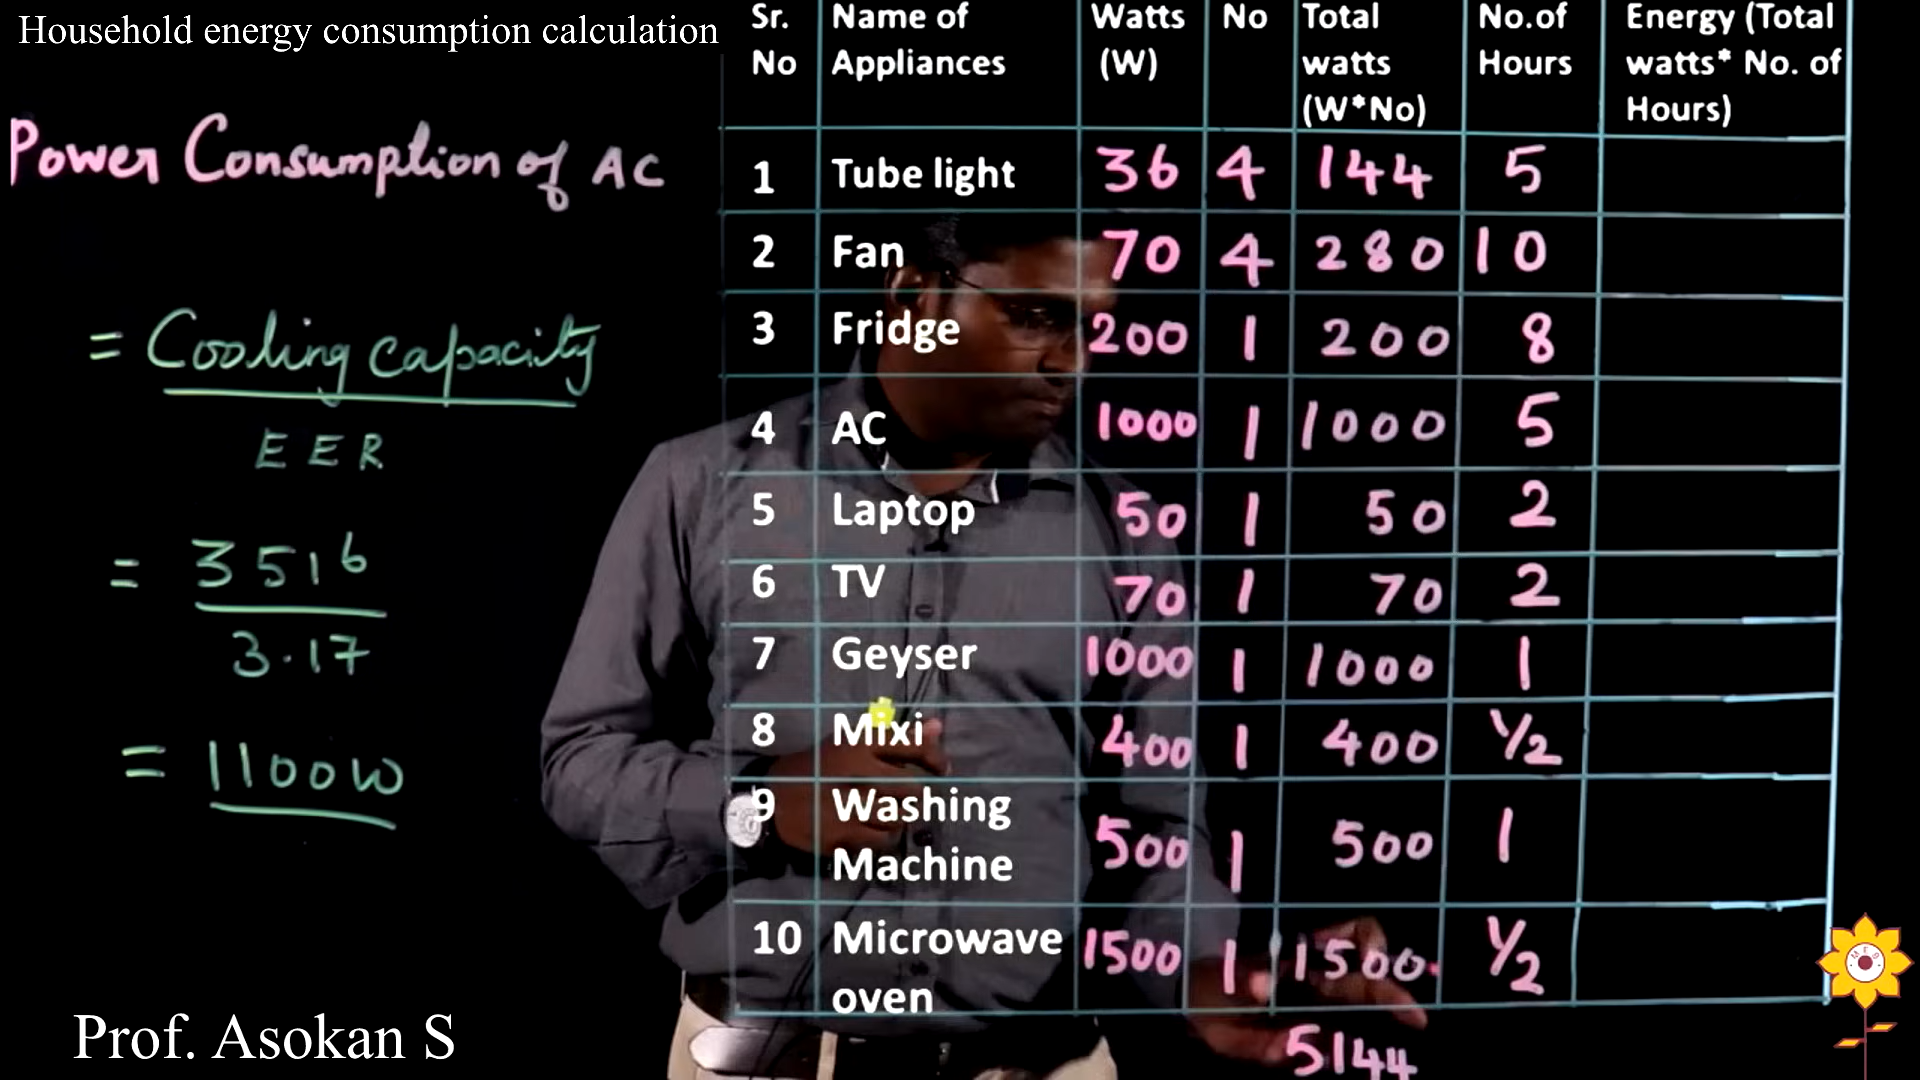 Household energy consumption calculation
Power Consumption of AC
= Cooling capacity
EER
= 3516
3.17
= 1100W
Prof. Asokan S
Sr. No Name of Appliances Watts (W) No Total watts (W*No) No.of Hours Energy (Total watts* No. of Hours)
1 Tube light 36 4 144 5
2 Fan 70 4 280 10
3 Fridge 200 1 200 8
4 AC 1000 1 1000 5
5 Laptop 50 1 50 2
6 TV 70 1 70 2
7 Geyser 1000 1 1000 1
8 Mixi 400 1 400 1/2
9 Washing Machine 500 1 500 1
10 Microwave oven 1500 1 1500 1/2
5144